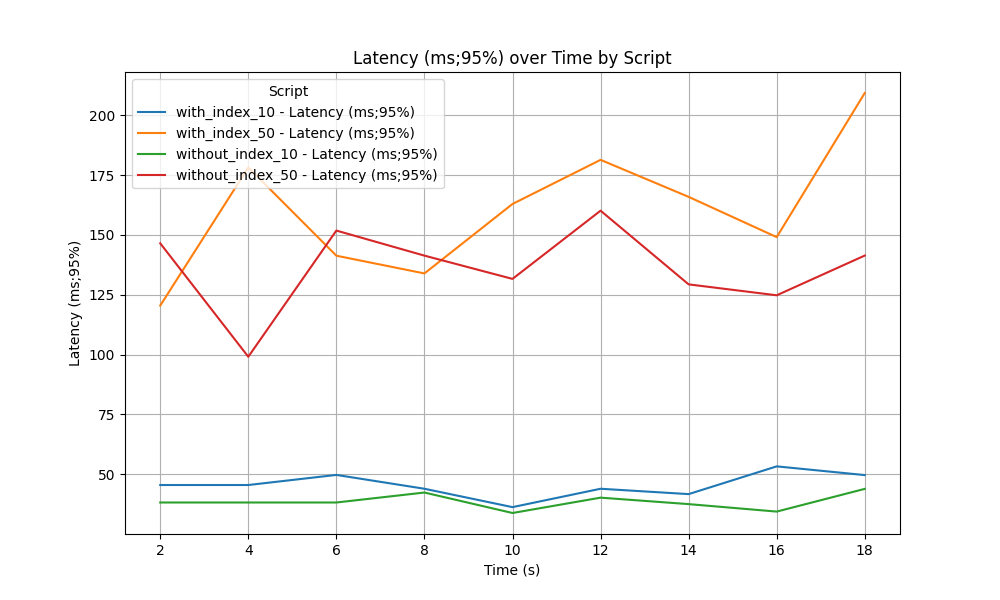 Latency (ms;95%) over Time by Script
Script
with_index_10 - Latency (ms;95%)
with_index_50 - Latency (ms;95%)
without_index_10 - Latency (ms;95%)
without_index_50 - Latency (ms;95%)
Latency (ms;95%)
200
175
150
125
100
75
50
2 4 6 8 10 12 14 16 18
Time (s)